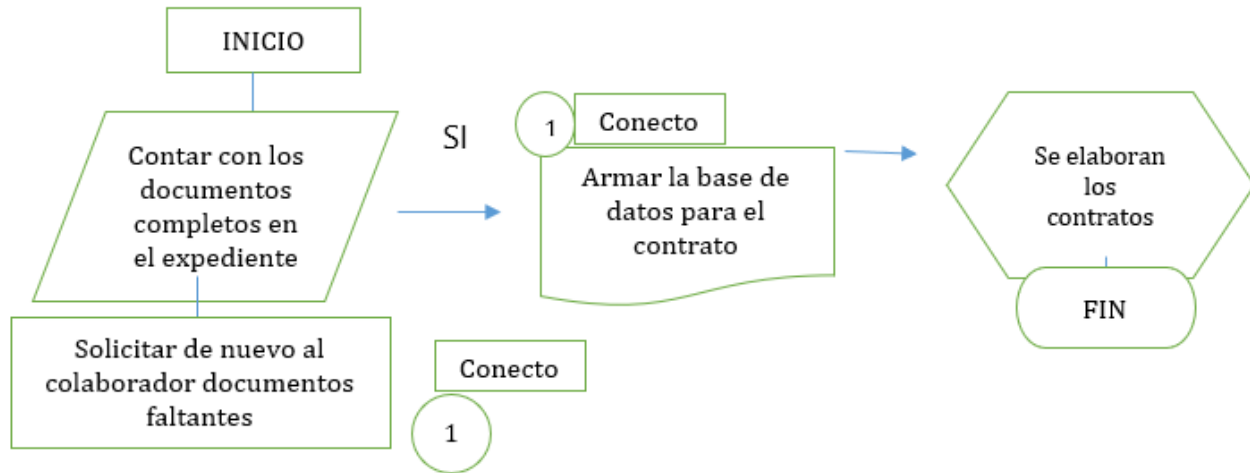 INICIO
Contar con los
documentos
completos en
el expediente
SI
1
Conecto
Armar la base de
datos para el
contrato
Se elaboran
los
contratos
FIN
Solicitar de nuevo al
colaborador documentos
faltantes
Conecto
1